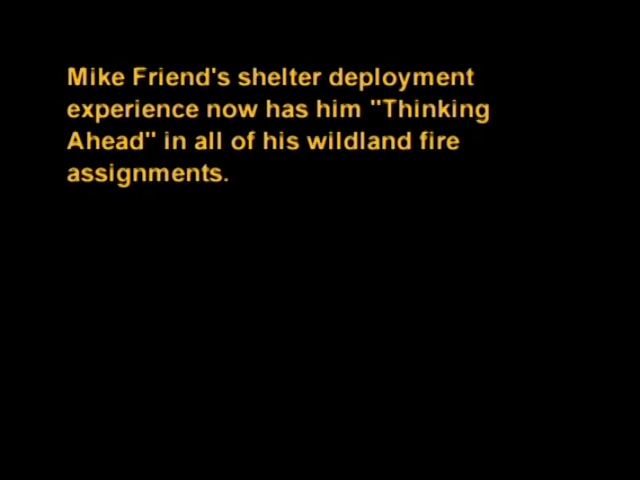 Mike Friend's shelter deployment
experience now has him "Thinking
Ahead" in all of his wildland fire
assignments.